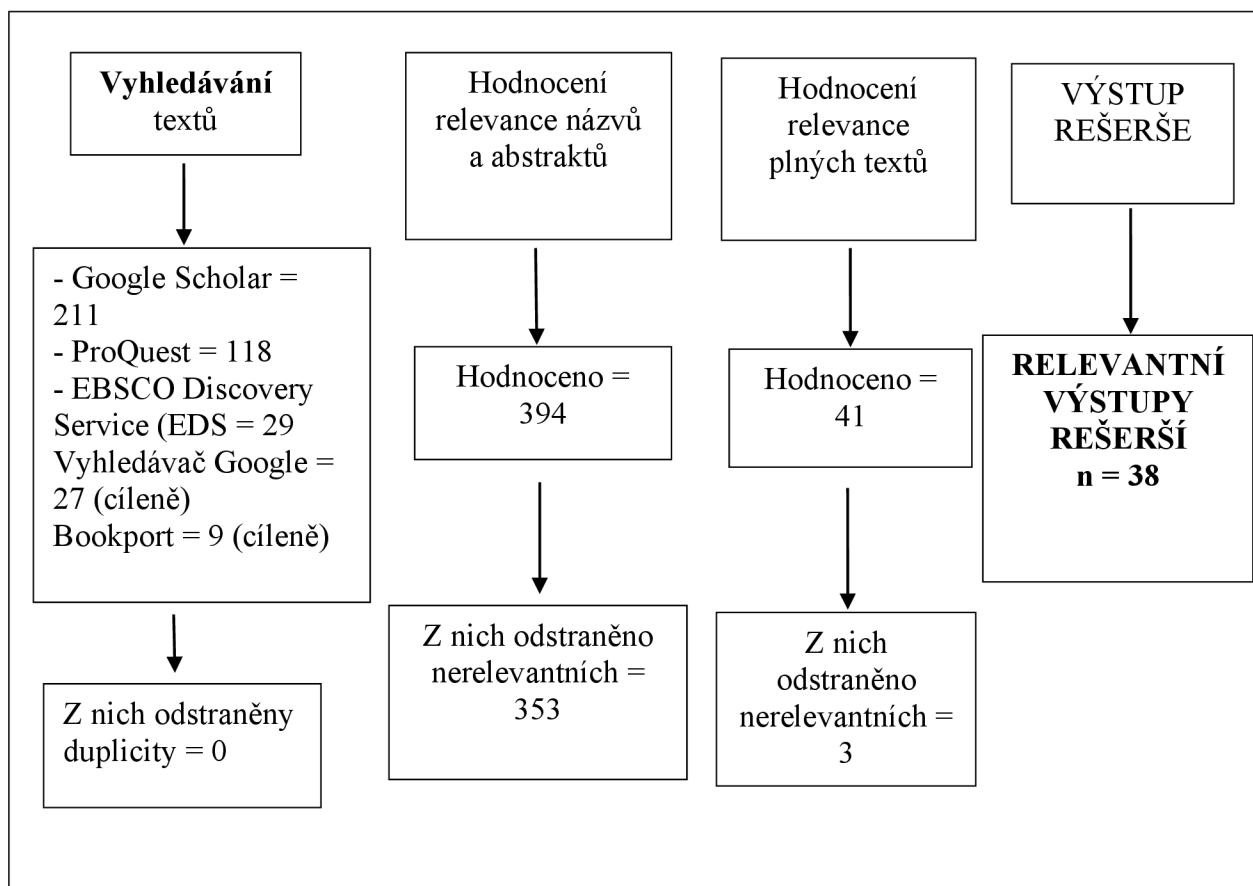 Vyhledávání
textů
- Google Scholar =
211
- ProQuest = 118
- EBSCO Discovery
Service (EDS = 29
Vyhledávač Google =
27 (cíleně)
Bookport = 9 (cíleně)
Z nich odstraněny
duplicity = 0
Hodnocení
relevance názvů
a abstraktů
Hodnoceno =
394
Z nich odstraněno
nerelevantních =
353
Hodnocení
relevance
plných textů
Hodnoceno =
41
Z nich
odstraněno
nerelevantních =
3
VÝSTUP
REŠERŠE
RELEVANTNÍ
VÝSTUPY
REŠERŠÍ
n = 38